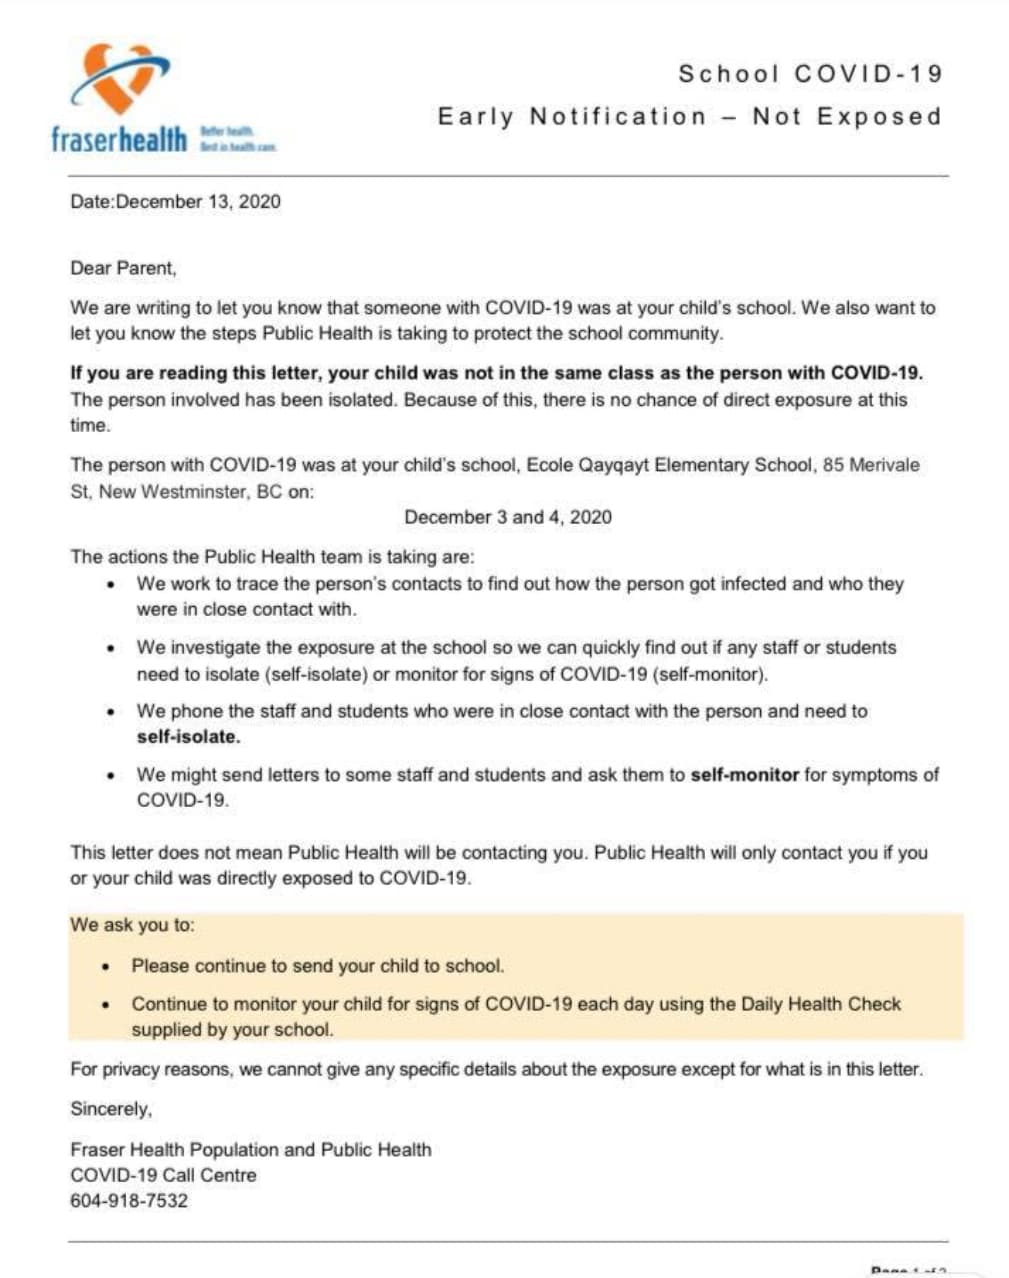 School COVID-19
Early Notification – Not Exposed
fraserhealth
Better health.
Best in health care.
Date:December 13, 2020
Dear Parent,
We are writing to let you know that someone with COVID-19 was at your child's school. We also want to
let you know the steps Public Health is taking to protect the school community.
If you are reading this letter, your child was not in the same class as the person with COVID-19.
The person involved has been isolated. Because of this, there is no chance of direct exposure at this
time.
The person with COVID-19 was at your child's school, Ecole Qayqayt Elementary School, 85 Merivale
St, New Westminster, BC on:
December 3 and 4, 2020
The actions the Public Health team is taking are:
• We work to trace the person's contacts to find out how the person got infected and who they
were in close contact with.
• We investigate the exposure at the school so we can quickly find out if any staff or students
need to isolate (self-isolate) or monitor for signs of COVID-19 (self-monitor).
• We phone the staff and students who were in close contact with the person and need to
self-isolate.
• We might send letters to some staff and students and ask them to self-monitor for symptoms of
COVID-19.
This letter does not mean Public Health will be contacting you. Public Health will only contact you if you
or your child was directly exposed to COVID-19.
We ask you to:
• Please continue to send your child to school.
• Continue to monitor your child for signs of COVID-19 each day using the Daily Health Check
supplied by your school.
For privacy reasons, we cannot give any specific details about the exposure except for what is in this letter.
Sincerely,
Fraser Health Population and Public Health
COVID-19 Call Centre
604-918-7532
Page 1 of